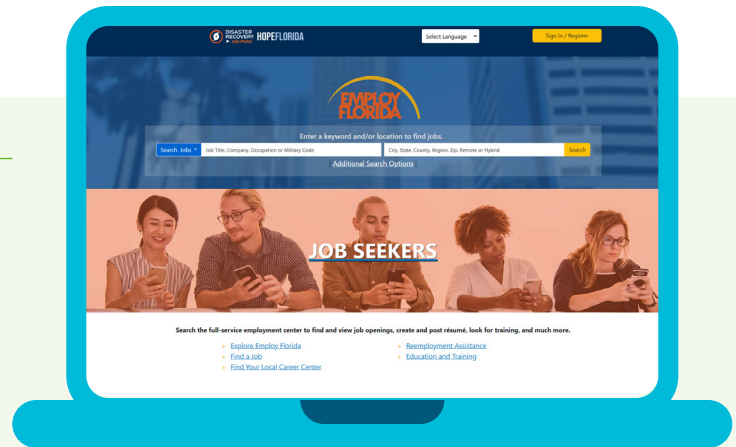 DISASTER
RECOVERY
Jobs Portal
HOPEFLORIDA
Select Language
Sign In / Register
EMPLOY
FLORIDA
Enter a keyword and/or location to find jobs.
Search Jobs
Job Title, Company, Occupation or Military Code
City, State, County, Region, Zip, Remote or Hybrid
Search
[ Additional Search Options ]
JOB SEEKERS
Search the full-service employment center to find and view job openings, create and post résumé, look for training, and much more.
Explore Employ Florida
Find a Job
Find Your Local Career Center
Reemployment Assistance
Education and Training